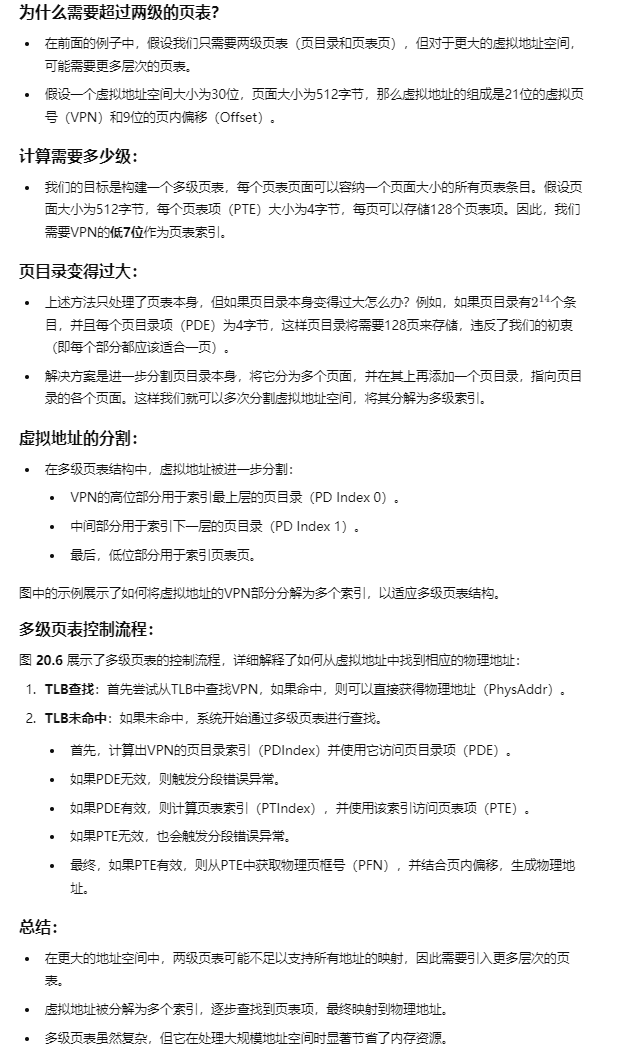 为什么需要超过两级的页表？
• 在前面的例子中，假设我们只需要两级页表（页目录和页表页），但对于更大的虚拟地址空间，
可能需要更多层次的页表。
• 假设一个虚拟地址空间大小为30位，页面大小为512字节，那么虚拟地址的组成是21位的虚拟页
号（VPN）和9位的页内偏移（Offset）。
计算需要多少级：
• 我们的目标是构建一个多级页表，每个页表页面可以容纳一个页面大小的所有页表条目。假设页
面大小为512字节，每个页表项（PTE）大小为4字节，每页可以存储128个页表项。因此，我们
需要VPN的低7位作为页表索引。
页目录变得过大：
• 上述方法只处理了页表本身，但如果页目录本身变得过大怎么办？例如，如果页目录有2^14个条
目，并且每个页目录项（PDE）为4字节，这样页目录将需要128页来存储，违反了我们的初衷
（即每个部分都应该适合一页）。
• 解决方案是进一步分割页目录本身，将它分为多个页面，并在其上再添加一个页目录，指向页目
录的各个页面。这样我们就可以多次分割虚拟地址空间，将其分解为多级索引。
虚拟地址的分割：
• 在多级页表结构中，虚拟地址被进一步分割：
• VPN的高位部分用于索引最上层的页目录（PD Index 0）。
• 中间部分用于索引下一层的页目录（PD Index 1）。
• 最后，低位部分用于索引页表页。
图中的示例展示了如何将虚拟地址的VPN部分分解为多个索引，以适应多级页表结构。
多级页表控制流程：
图 20.6 展示了多级页表的控制流程，详细解释了如何从虚拟地址中找到相应的物理地址：
1. TLB查找：首先尝试从TLB中查找VPN，如果命中，则可以直接获得物理地址（PhysAddr）。
2. TLB未命中：如果未命中，系统开始通过多级页表进行查找。
• 首先，计算出VPN的页目录索引（PDIndex）并使用它访问页目录项（PDE）。
• 如果PDE无效，则触发分段错误异常。
• 如果PDE有效，则计算页表索引（PTIndex），并使用该索引访问页表项（PTE）。
• 如果PTE无效，也会触发分段错误异常。
• 最终，如果PTE有效，则从PTE中获取物理页框号（PFN），并结合页内偏移，生成物理地
址。
总结：
• 在更大的地址空间中，两级页表可能不足以支持所有地址的映射，因此需要引入更多层次的页
表。
• 虚拟地址被分解为多个索引，逐步查找到页表项，最终映射到物理地址。
• 多级页表虽然复杂，但它在处理大规模地址空间时显著节省了内存资源。